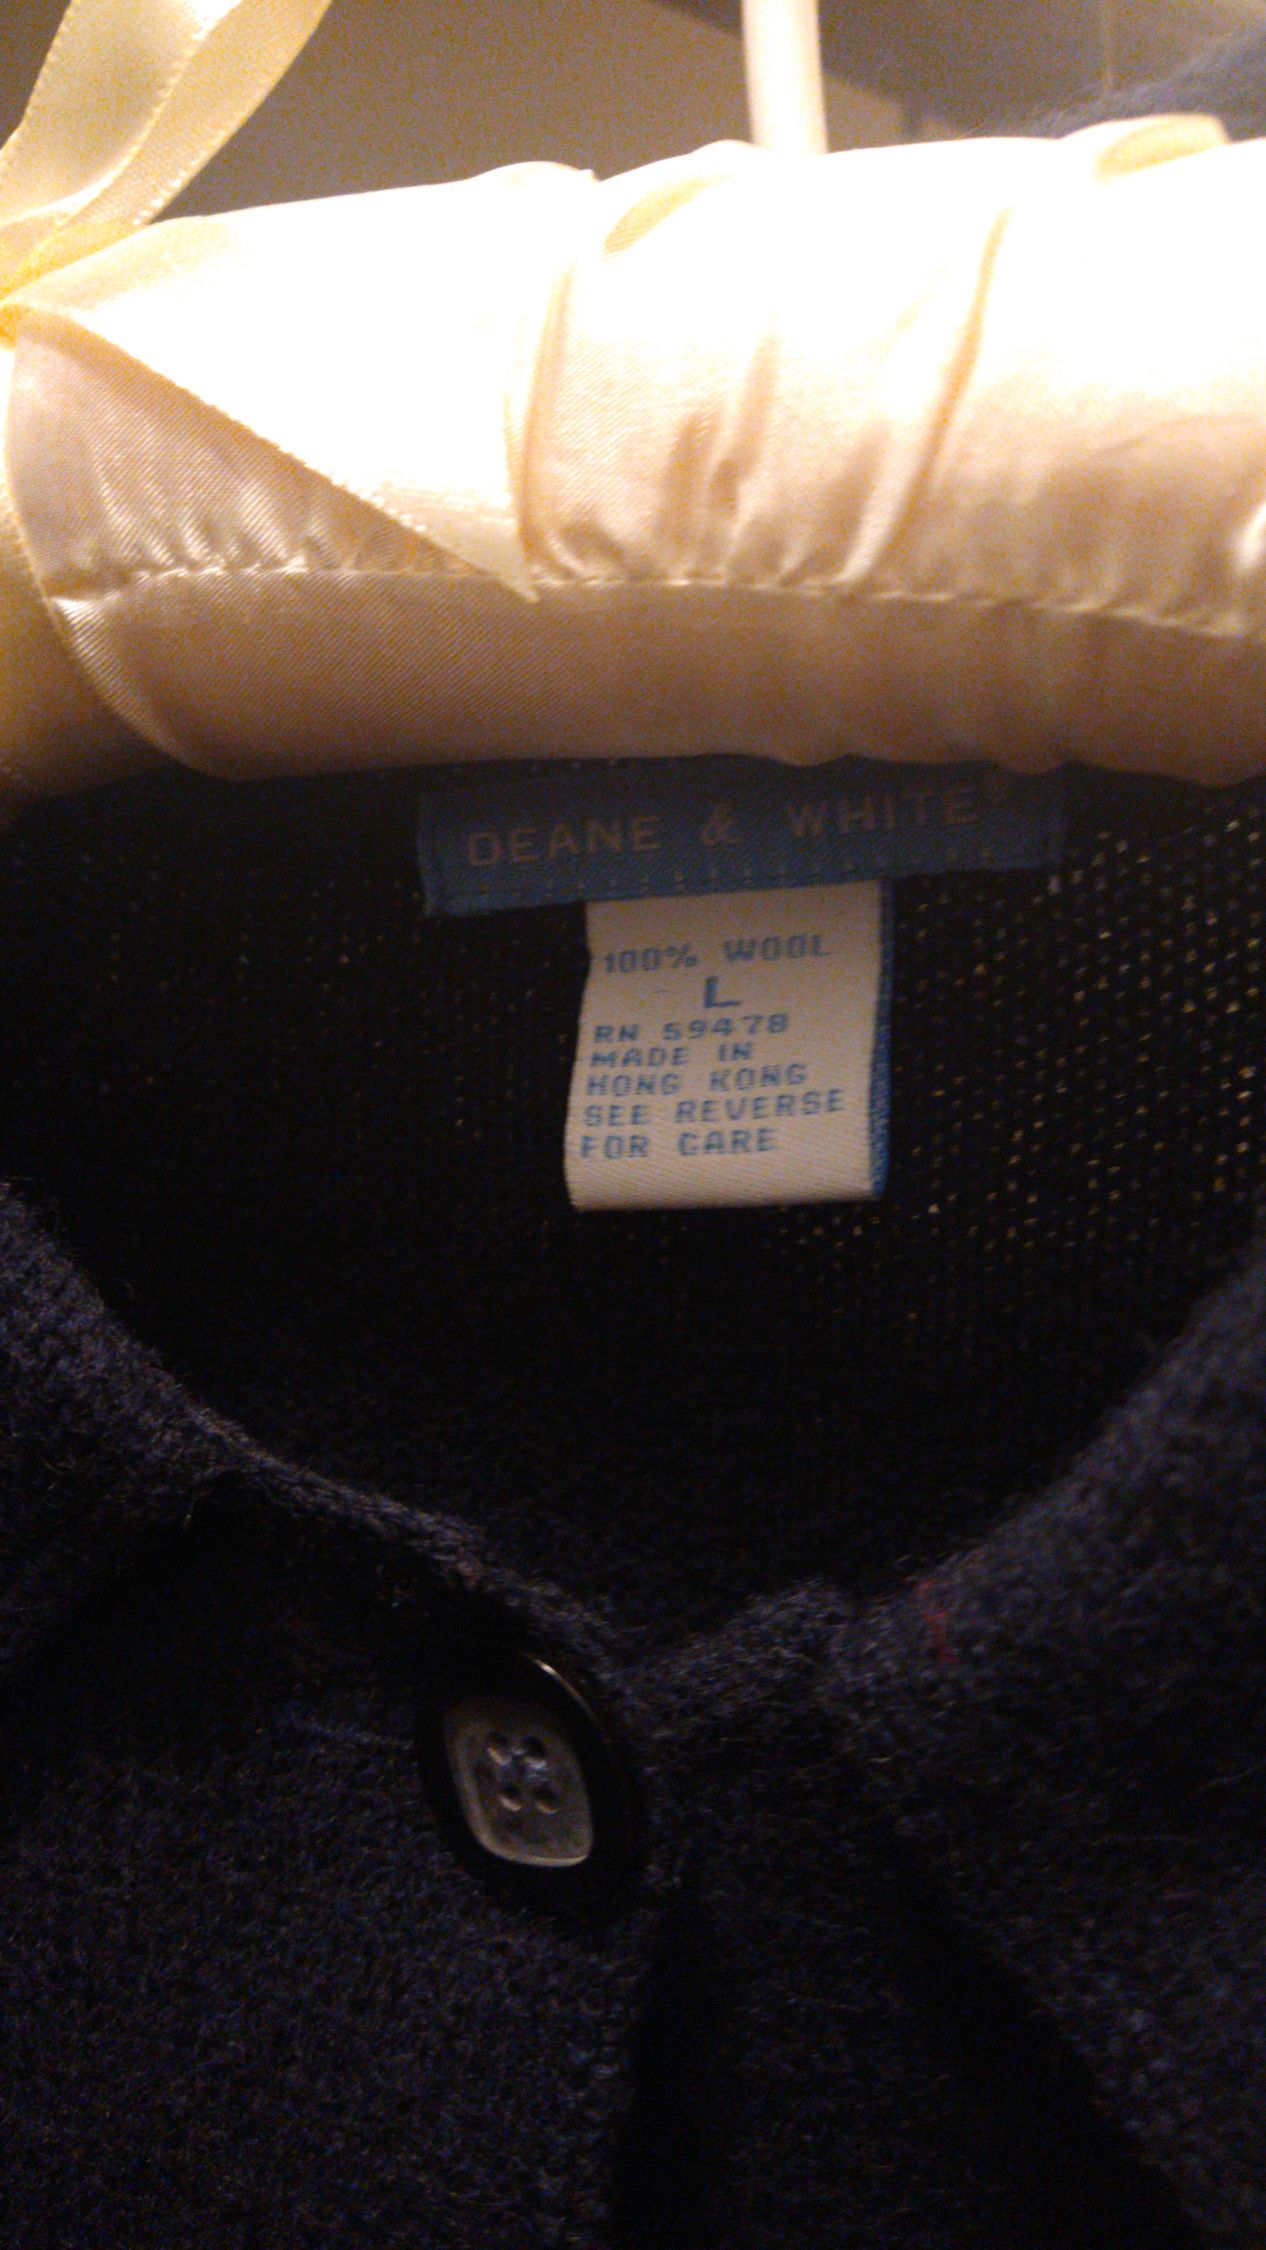 DEANE & WHITE®
100% WOOL
L
RN 59478
MADE IN
HONG KONG
SEE REVERSE
FOR CARE